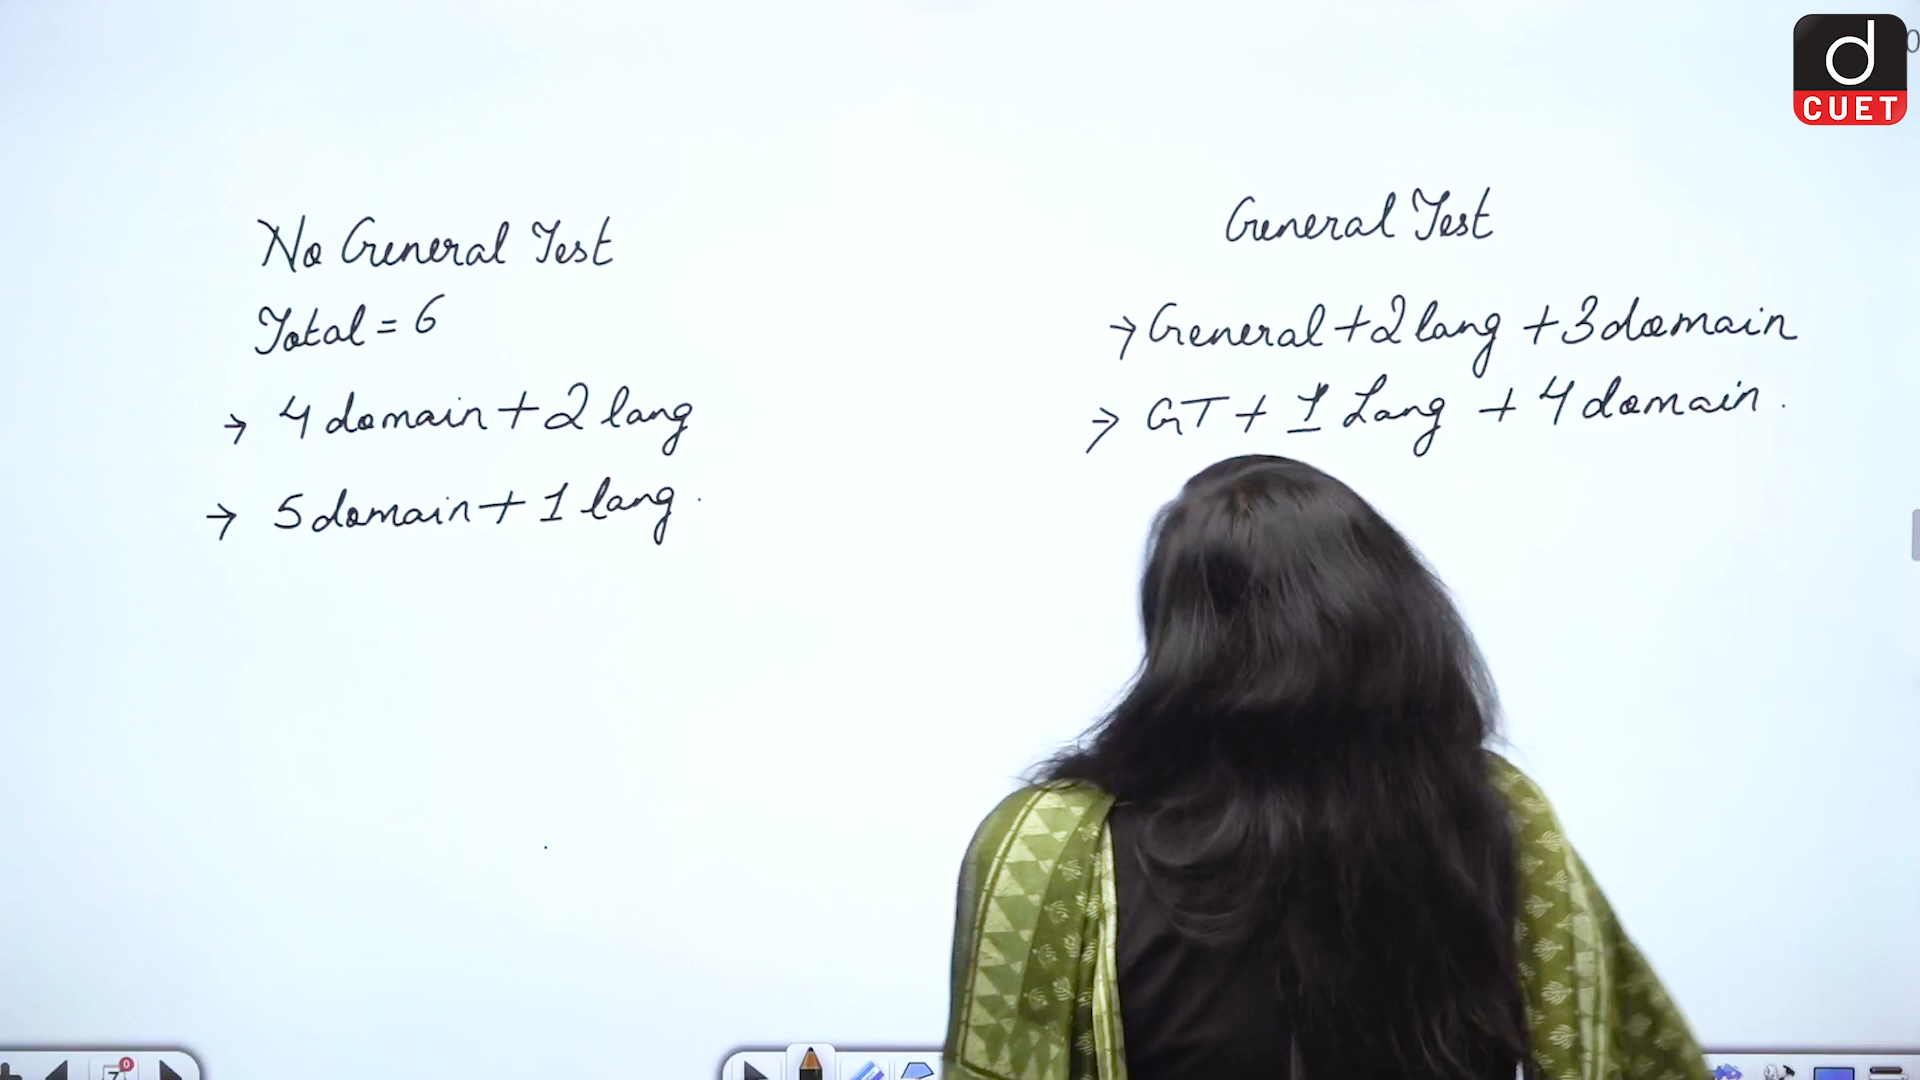 d
CUET
No General Test
Total = 6
→ 4 domain + 2 lang
→ 5 domain + 1 lang.
General Test
→ General + 2 lang + 3 domain
→ GT + 1 Lang + 4 domain.